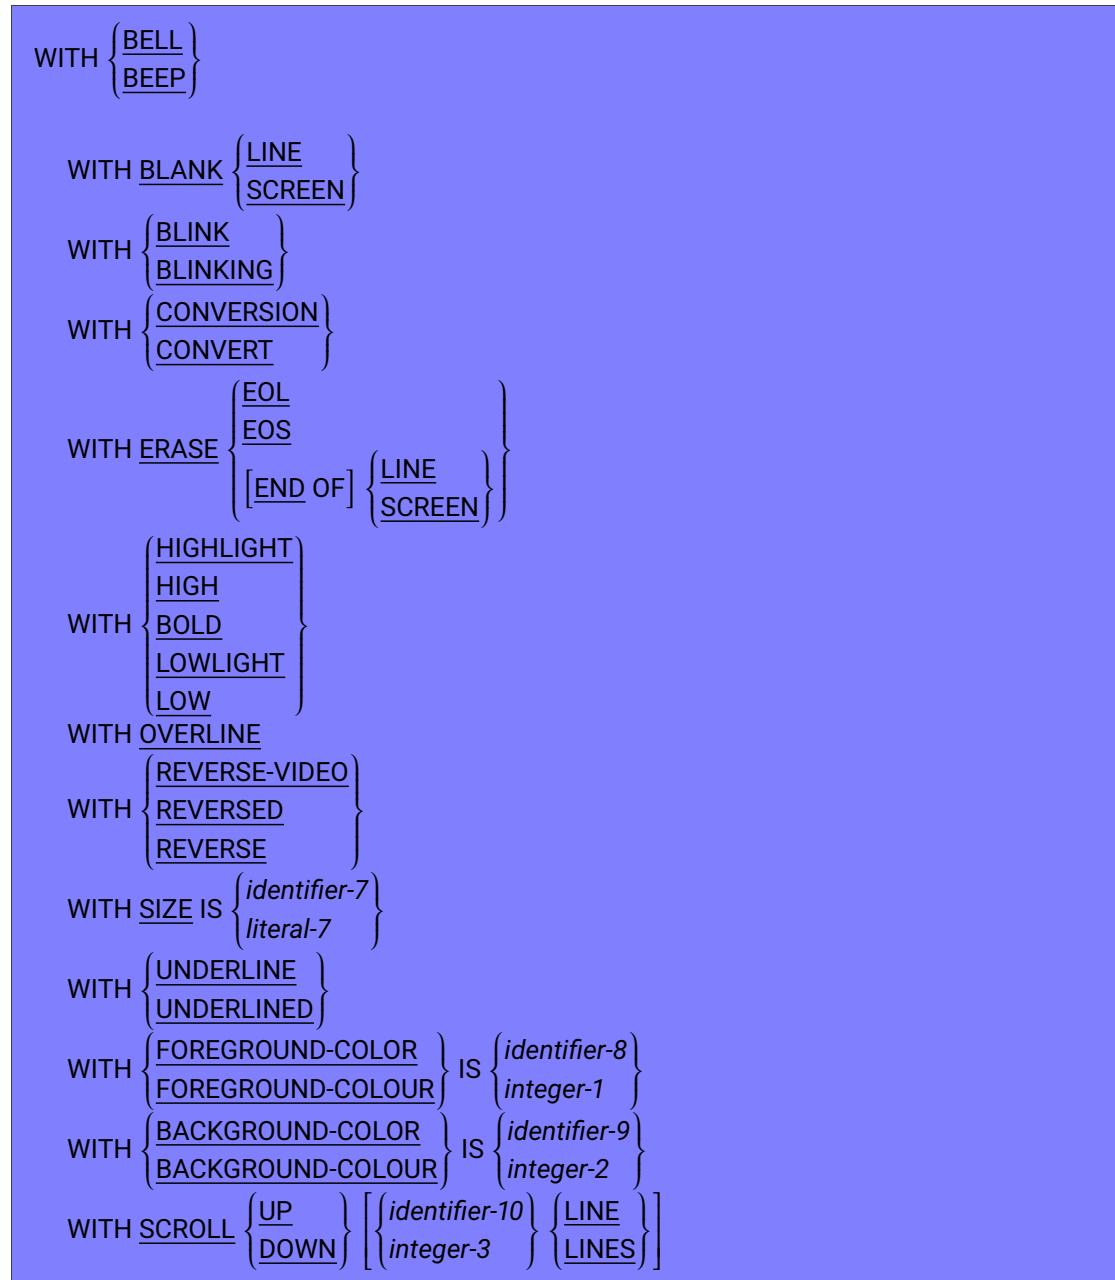 WITH { BELL
BEEP }
WITH BLANK { LINE
SCREEN }
WITH { BLINK
BLINKING }
WITH { CONVERSION
CONVERT }
WITH ERASE { EOL
EOS
[END OF] { LINE
SCREEN } }
WITH { HIGHLIGHT
HIGH
BOLD
LOWLIGHT
LOW }
WITH OVERLINE
WITH { REVERSE-VIDEO
REVERSED
REVERSE }
WITH SIZE IS { identifier-7
literal-7 }
WITH { UNDERLINE
UNDERLINED }
WITH { FOREGROUND-COLOR
FOREGROUND-COLOUR } IS { identifier-8
integer-1 }
WITH { BACKGROUND-COLOR
BACKGROUND-COLOUR } IS { identifier-9
integer-2 }
WITH SCROLL { UP
DOWN } [ { identifier-10
integer-3 } { LINE
LINES } ]